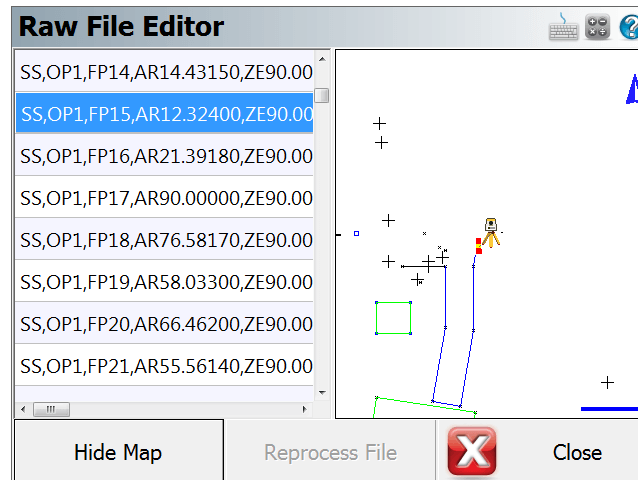 Raw File Editor
SS,OP1,FP14,AR14.43150,ZE90.00
SS,OP1,FP15,AR12.32400,ZE90.00
SS,OP1,FP16,AR21.39180,ZE90.00
SS,OP1,FP17,AR90.00000,ZE90.00
SS,OP1,FP18,AR76.58170,ZE90.00
SS,OP1,FP19,AR58.03300,ZE90.00
SS,OP1,FP20,AR66.46200,ZE90.00
SS,OP1,FP21,AR55.56140,ZE90.00
Hide Map
Reprocess File
Close